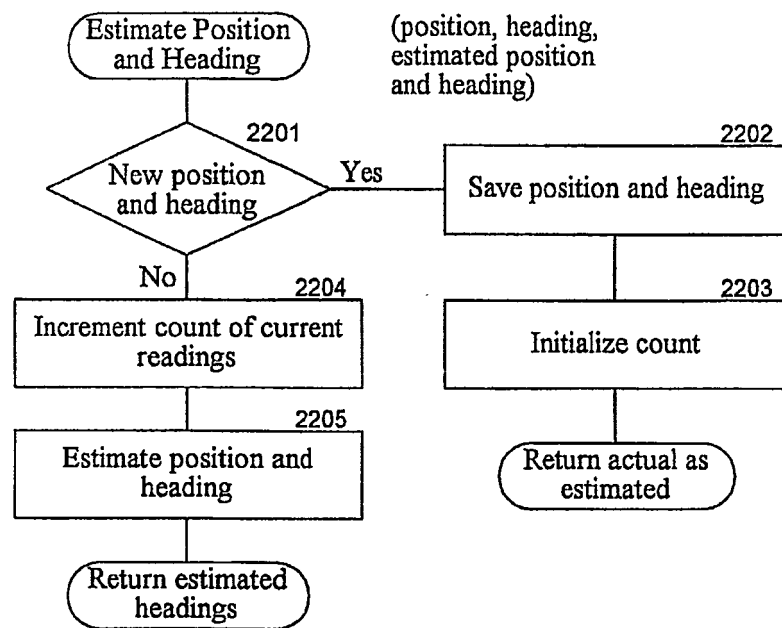 Estimate Position
and Heading
(position, heading,
estimated position
and heading)
2201
New position
and heading
Yes
No
2202
Save position and heading
2203
Initialize count
Return actual as
estimated
2204
Increment count of current
readings
2205
Estimate position and
heading
Return estimated
headings